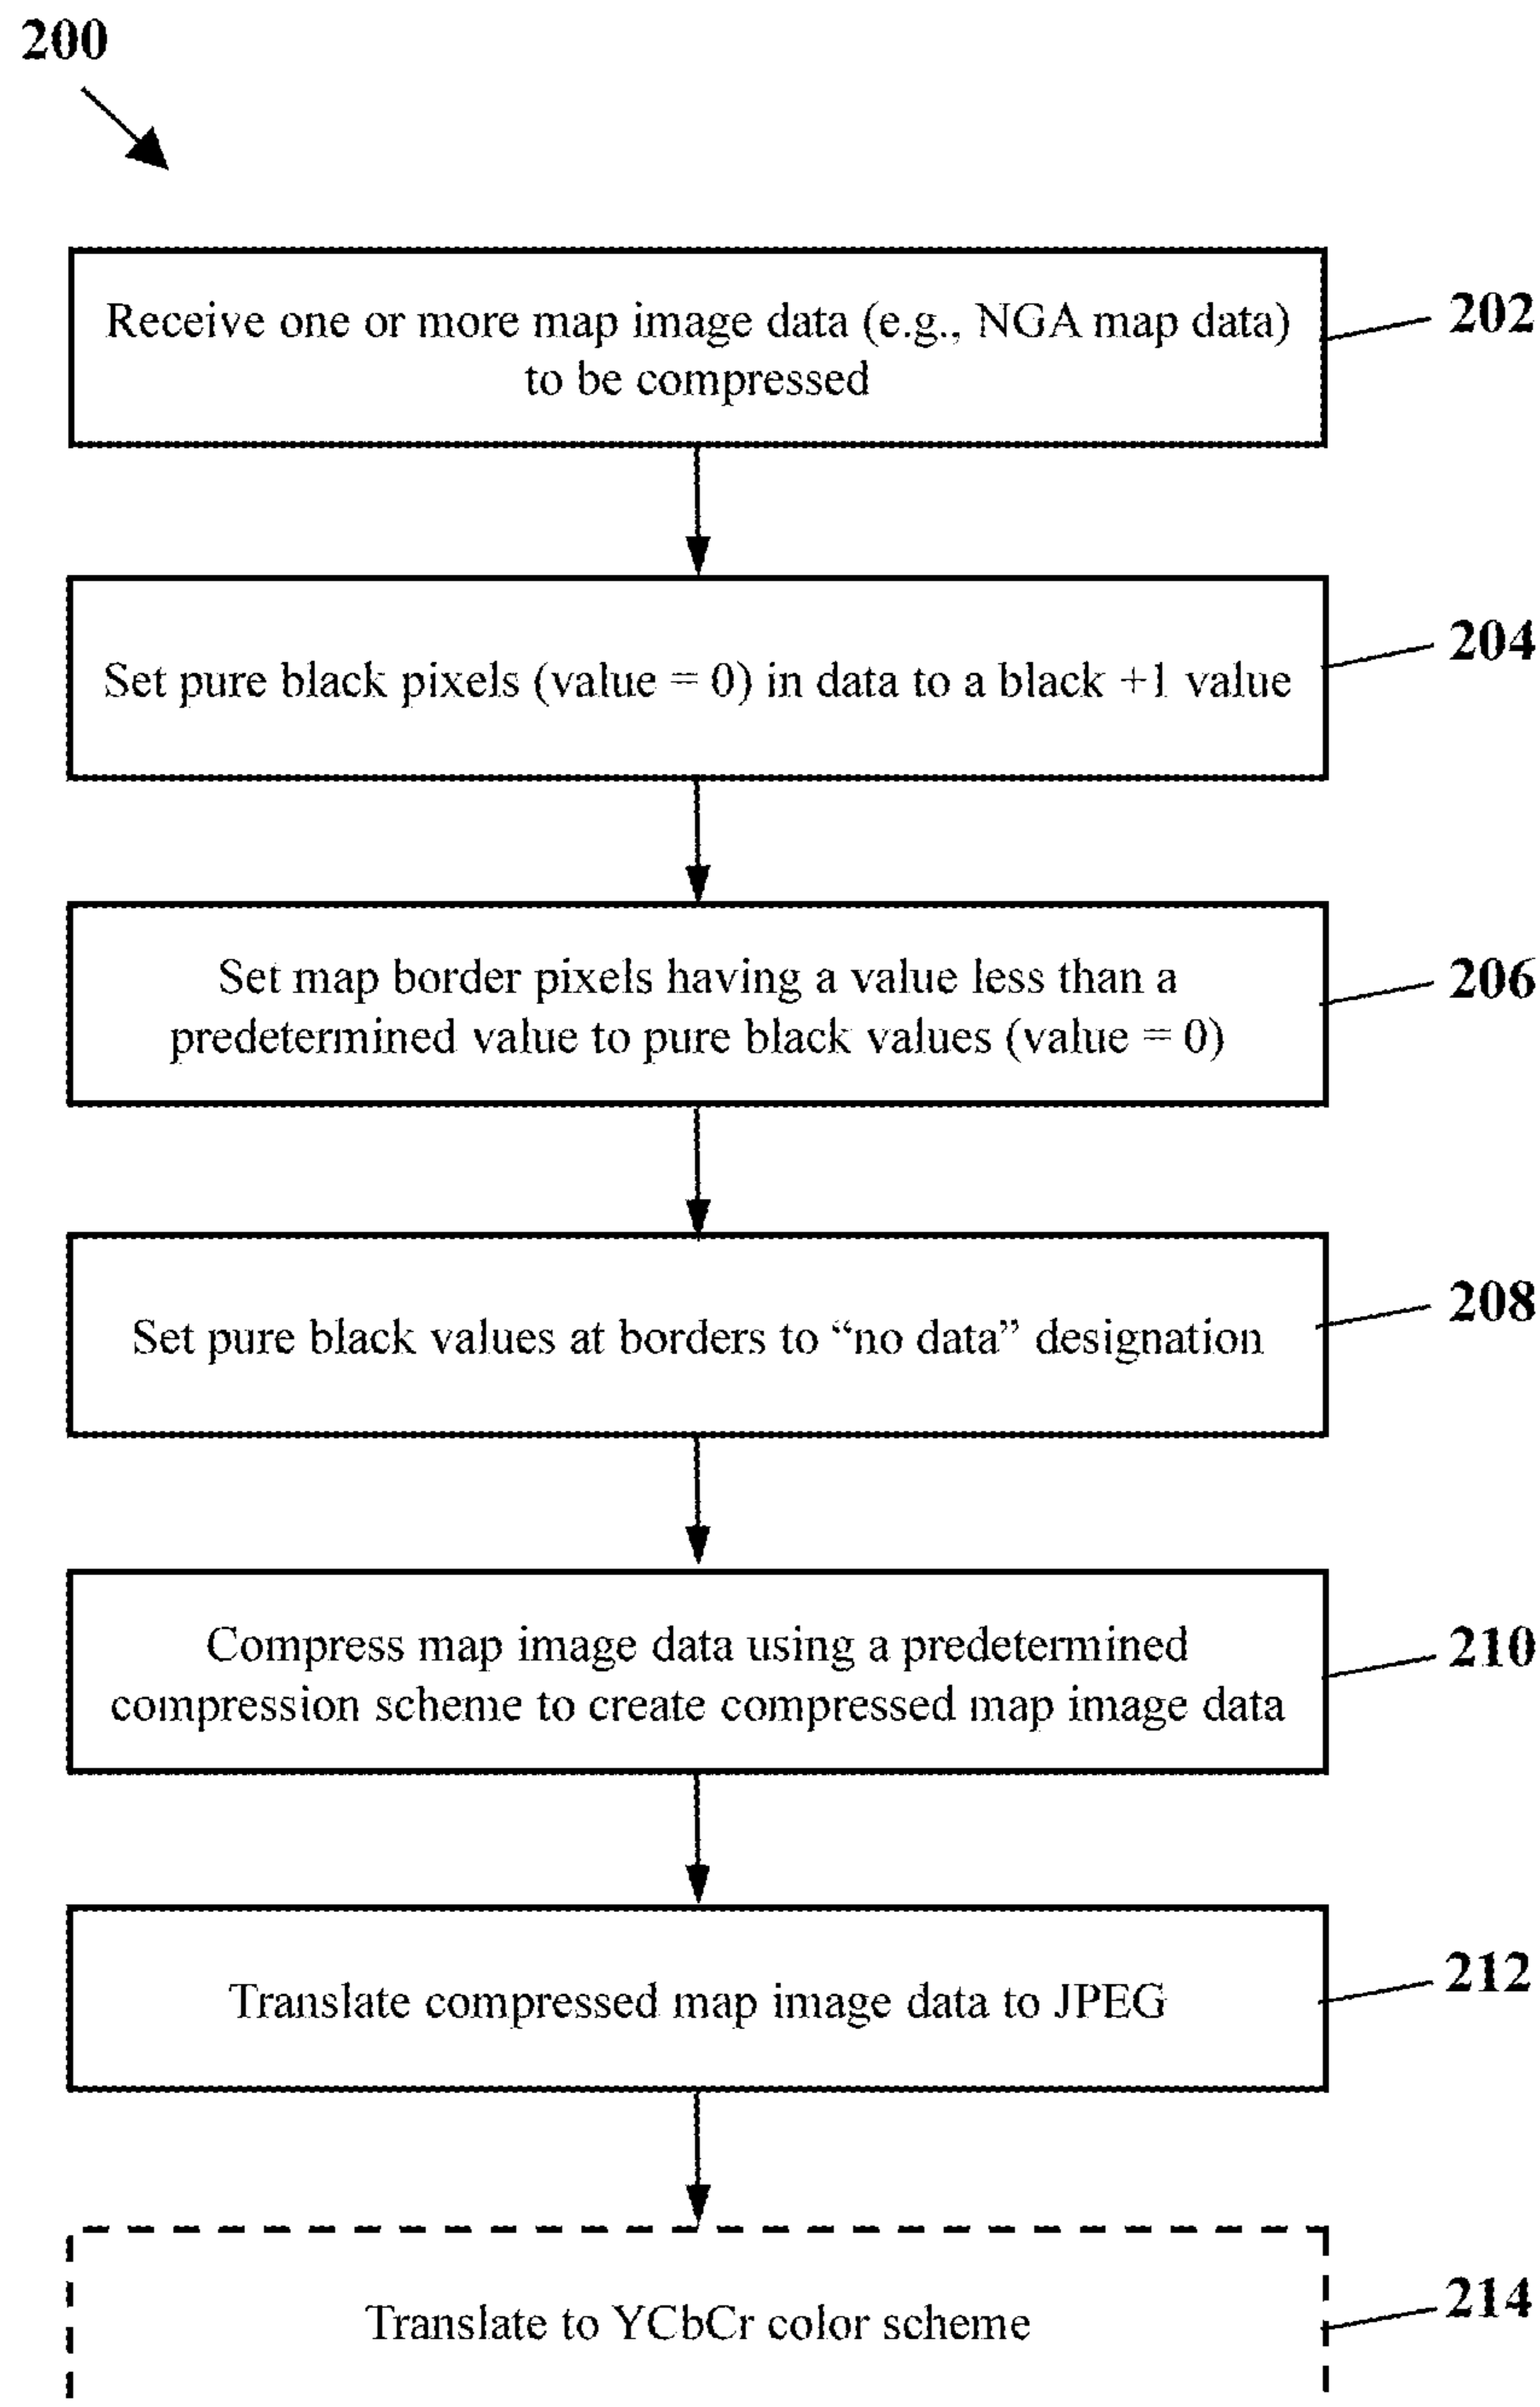 200
Receive one or more map image data (e.g., NGA map data)
to be compressed
202
Set pure black pixels (value = 0) in data to a black +1 value
204
Set map border pixels having a value less than a
predetermined value to pure black values (value = 0)
206
Set pure black values at borders to “no data” designation
208
Compress map image data using a predetermined
compression scheme to create compressed map image data
210
Translate compressed map image data to JPEG
212
Translate to YCbCr color scheme
214